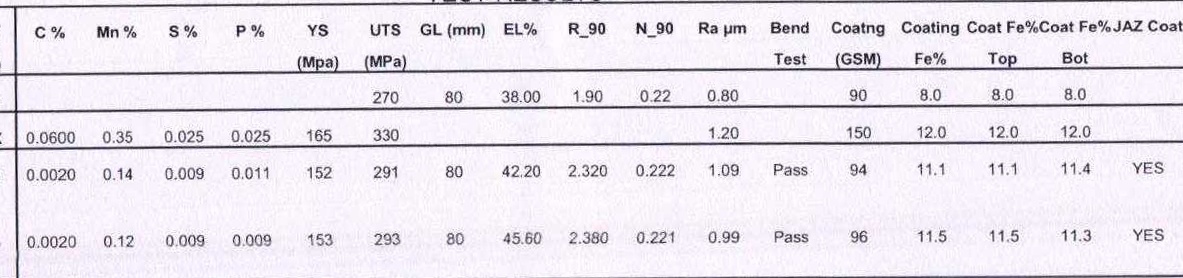 C % Mn % S % P % YS UTS GL (mm) EL% R_90 N_90 Ra µm Bend Coatng Coating Coat Fe% Coat Fe% JAZ Coat
(Mpa) (MPa) Test (GSM) Fe% Top Bot
270 80 38.00 1.90 0.22 0.80 90 8.0 8.0 8.0
0.0600 0.35 0.025 0.025 165 330 1.20 150 12.0 12.0 12.0
0.0020 0.14 0.009 0.011 152 291 80 42.20 2.320 0.222 1.09 Pass 94 11.1 11.1 11.4 YES
0.0020 0.12 0.009 0.009 153 293 80 45.60 2.380 0.221 0.99 Pass 96 11.5 11.5 11.3 YES